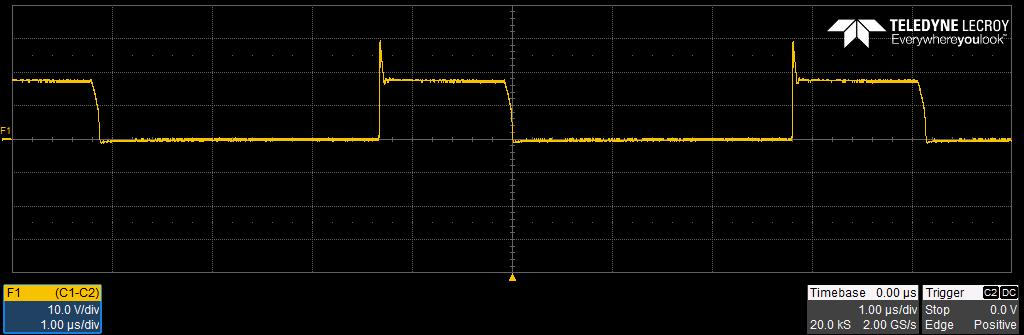 TELEDYNE LECROY
Everywhereyoulook™
F1
F1 (C1-C2)
10.0 V/div
1.00 µs/div
Timebase 0.00 µs
1.00 µs/div
20.0 kS 2.00 GS/s
Trigger C2 DC
Stop 0.0 V
Edge Positive